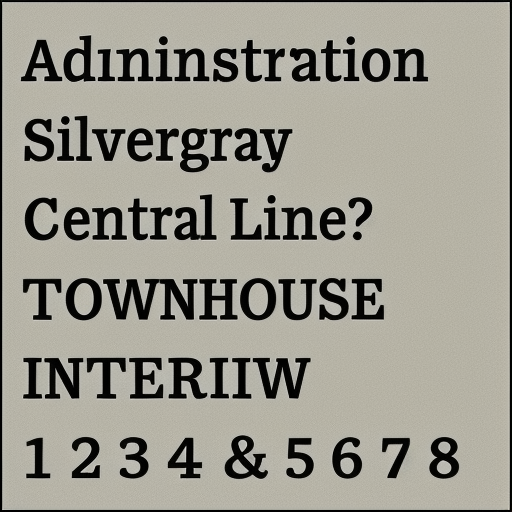 Adıninstration
Silvergray
Central Line?
TOWNHOUSE
INTERIIW
1 2 3 4 & 5 6 7 8